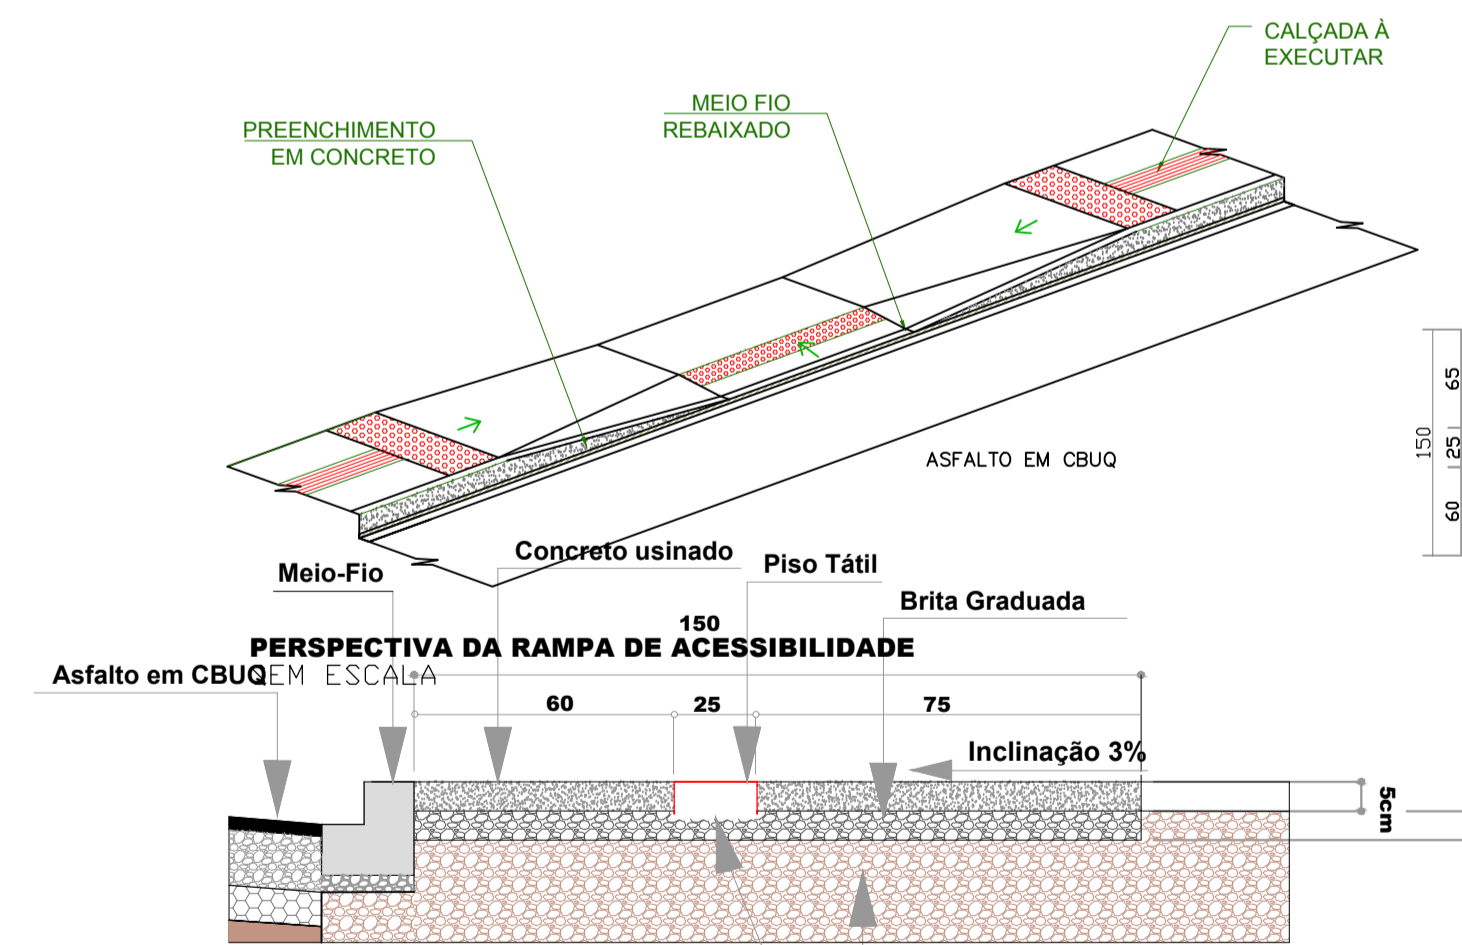 CALÇADA À
EXECUTAR
MEIO FIO
REBAIXADO
PREENCHIMENTO
EM CONCRETO
65
150
25
60
ASFALTO EM CBUQ
Concreto usinado
Piso Tátil
Meio-Fio
Brita Graduada
150
PERSPECTIVA DA RAMPA DE ACESSIBILIDADE
Asfalto em CBUQ
SEM ESCALA
60
25
75
Inclinação 3%
5cm